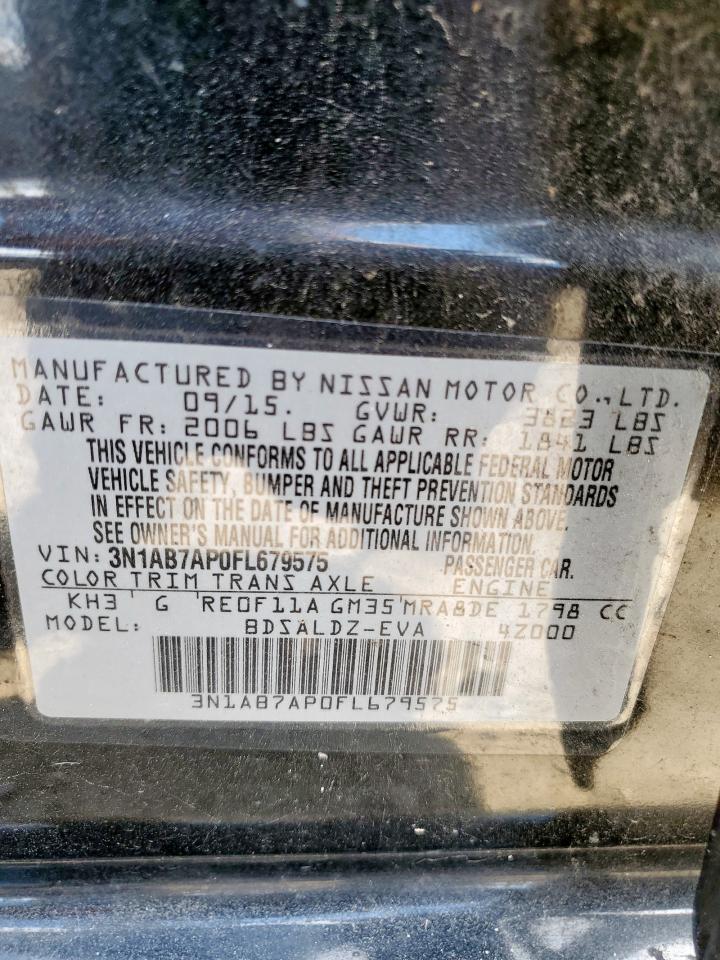 MANUFACTURED BY NISSAN MOTOR CO., LTD.
DATE: 09/15. GVWR: 3823 LBS
GAWR FR: 2006 LBS GAWR RR: 1841 LBS
THIS VEHICLE CONFORMS TO ALL APPLICABLE FEDERAL MOTOR
VEHICLE SAFETY, BUMPER AND THEFT PREVENTION STANDARDS
IN EFFECT ON THE DATE OF MANUFACTURE SHOWN ABOVE.
SEE OWNER'S MANUAL FOR ADDITIONAL INFORMATION.
VIN: 3N1AB7AP0FL679575 PASSENGER CAR.
COLOR TRIM TRANS AXLE ENGINE
KH3 G RE0F11A GM35 MRA8DE 1798 CC
MODEL: BDSALDZ-EVA 4Z000
3N1AB7AP0FL679575